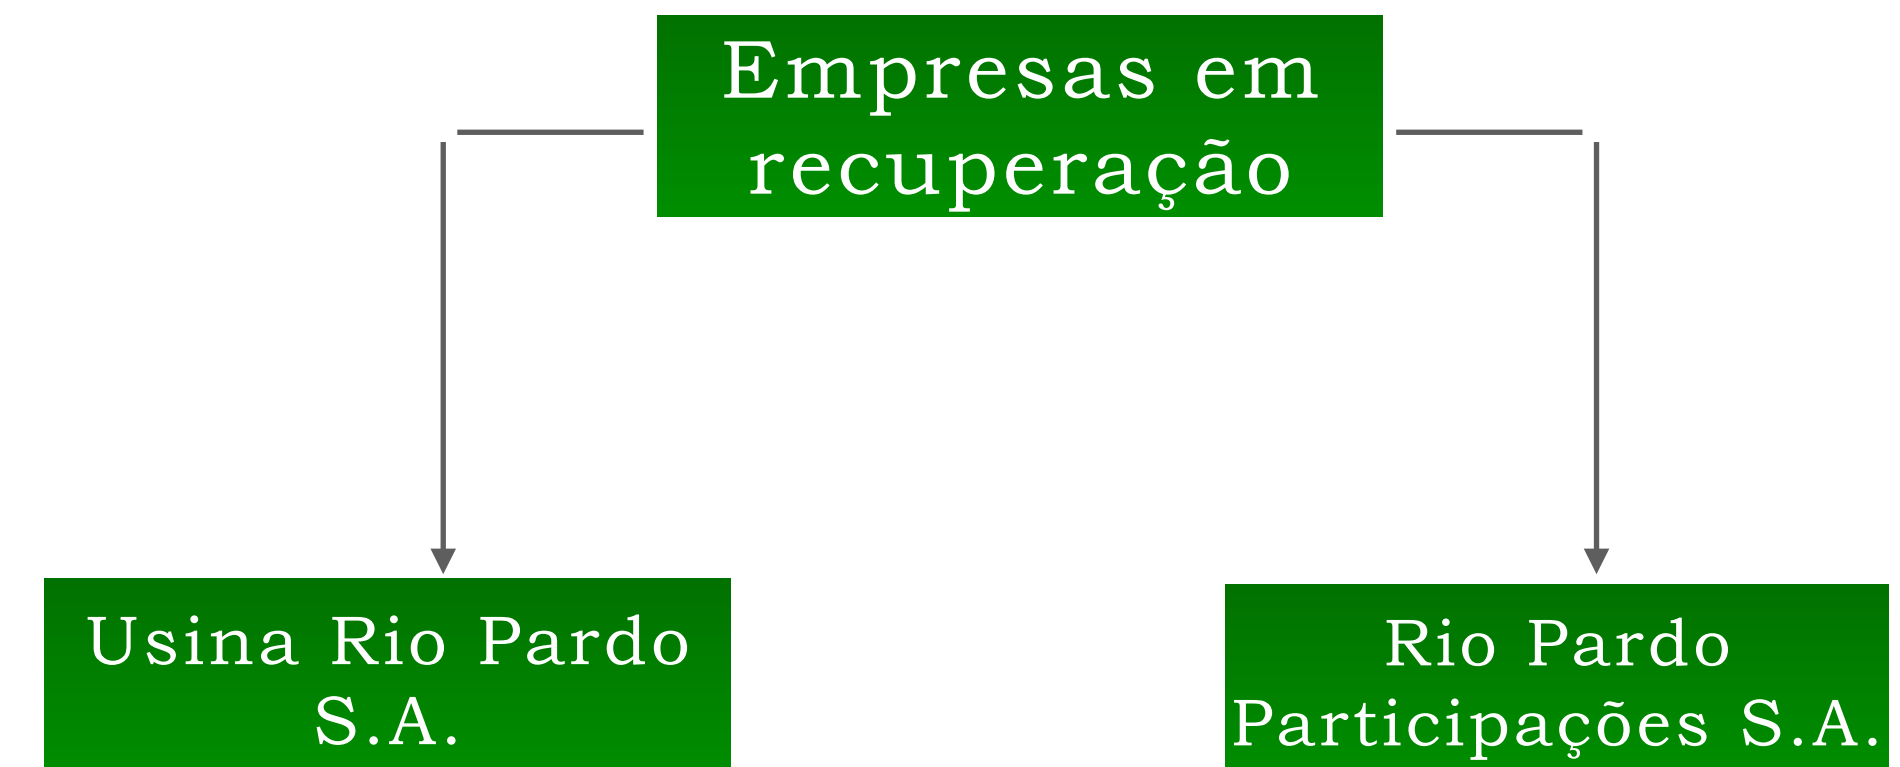 Empresas em
recuperação
Usina Rio Pardo
S.A.
Rio Pardo
Participações S.A.